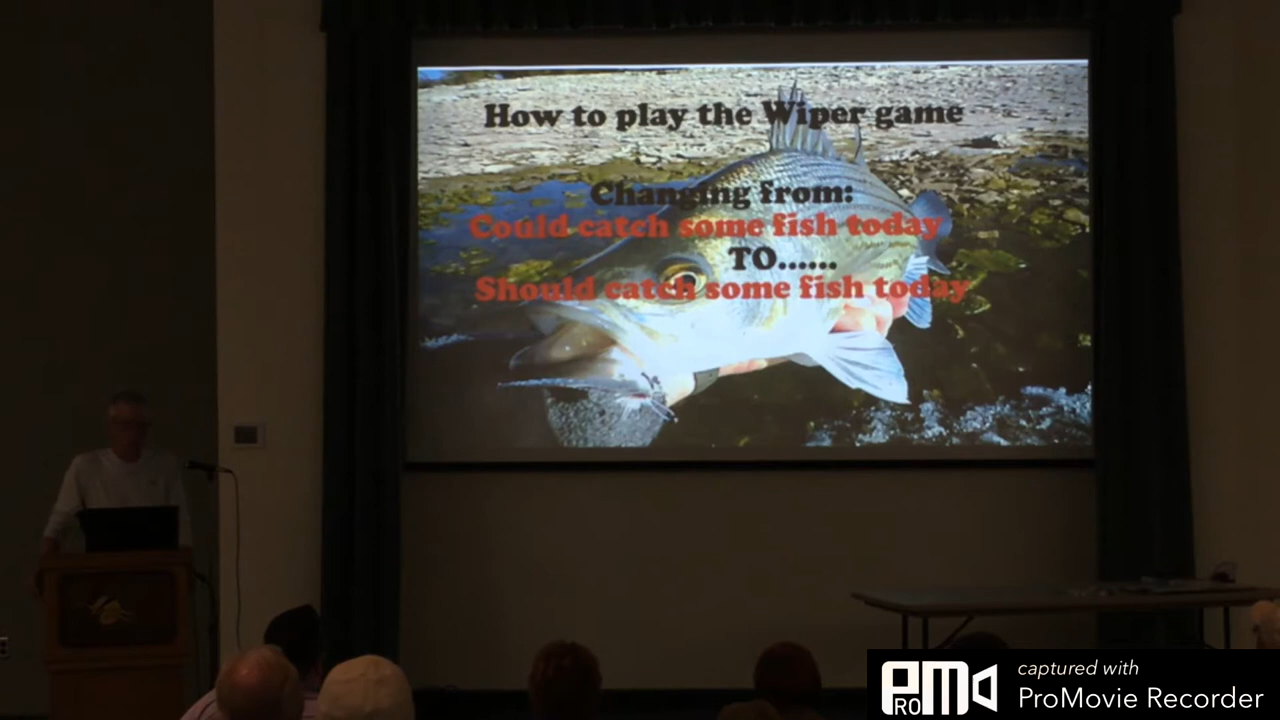 How to play the Wiper game
Changing from:
Could catch some fish today
TO......
Should catch some fish today
PRO M
captured with
ProMovie Recorder